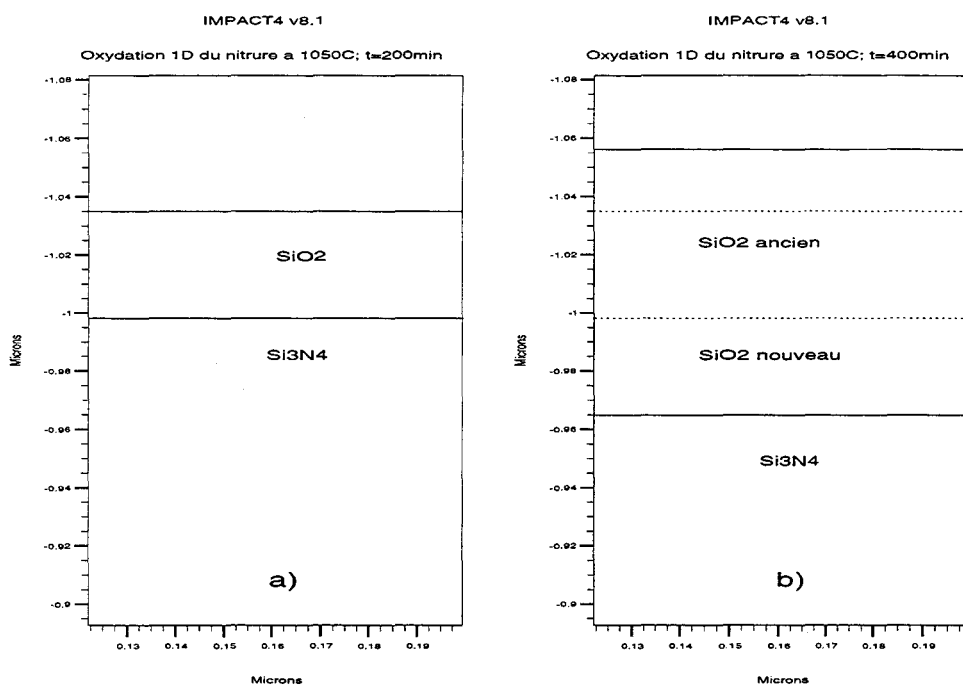 IMPACT4 v8.1
Oxydation 1D du nitrure a 1050C; t=200min
-1.08
-1.06
-1.04
-1.02
-1
-0.98
-0.96
-0.94
-0.92
-0.9
Microns
SiO2
Si3N4
a)
0.13 0.14 0.15 0.16 0.17 0.18 0.19
Microns
IMPACT4 v8.1
Oxydation 1D du nitrure a 1050C; t=400min
-1.08
-1.06
-1.04
-1.02
-1
-0.98
-0.96
-0.94
-0.92
-0.9
Microns
SiO2 ancien
SiO2 nouveau
Si3N4
b)
0.13 0.14 0.15 0.16 0.17 0.18 0.19
Microns